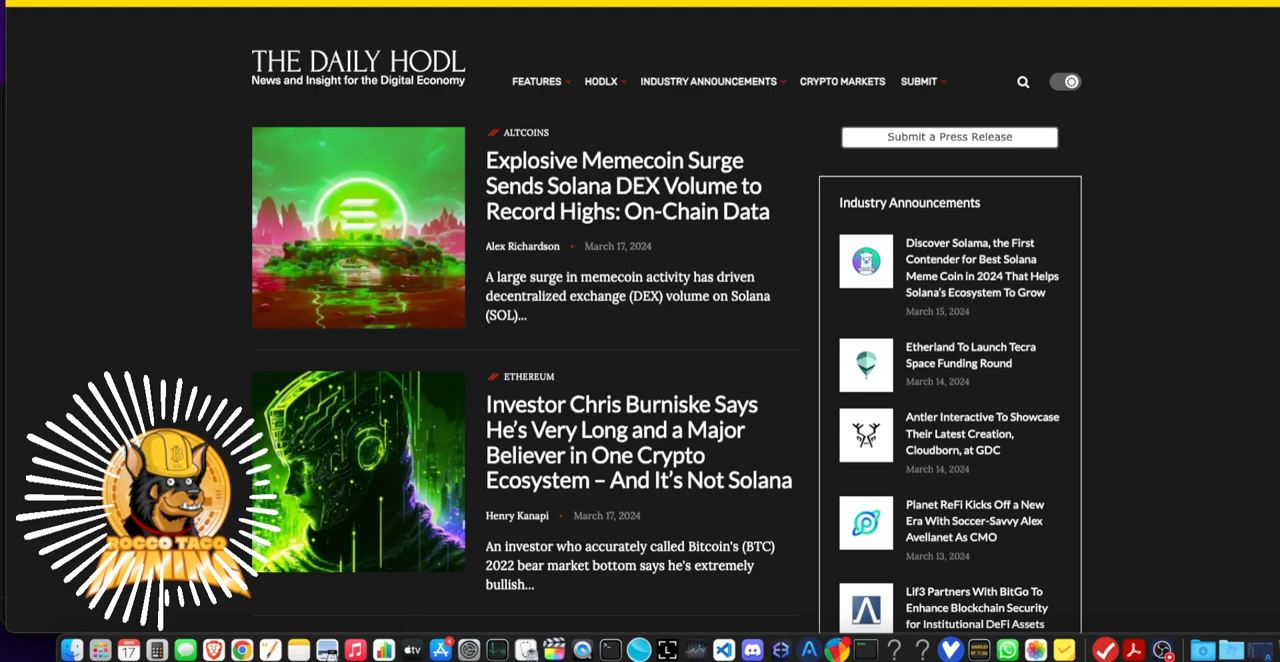 THE DAILY HODL
News and Insight for the Digital Economy
FEATURES
HODLX
INDUSTRY ANNOUNCEMENTS
CRYPTO MARKETS
SUBMIT
ALTCOINS
Explosive Memecoin Surge
Sends Solana DEX Volume to
Record Highs: On-Chain Data
Alex Richardson • March 17, 2024
A large surge in memecoin activity has driven
decentralized exchange (DEX) volume on Solana
(SOL)...
ETHEREUM
Investor Chris Burniske Says
He's Very Long and a Major
Believer in One Crypto
Ecosystem – And It's Not Solana
Henry Kanapi • March 17, 2024
An investor who accurately called Bitcoin's (BTC)
2022 bear market bottom says he's extremely
bullish...
Submit a Press Release
Industry Announcements
Discover Solama, the First
Contender for Best Solana
Meme Coin in 2024 That Helps
Solana's Ecosystem To Grow
March 15, 2024
Etherland To Launch Tecra
Space Funding Round
March 14, 2024
Antler Interactive To Showcase
Their Latest Creation,
Cloudborn, at GDC
March 14, 2024
Planet ReFi Kicks Off a New
Era With Soccer-Savvy Alex
Avellanet As CMO
March 13, 2024
Lif3 Partners With BitGo To
Enhance Blockchain Security
for Institutional DeFi Assets
ROCCO TACO
MINING
17
tv
4